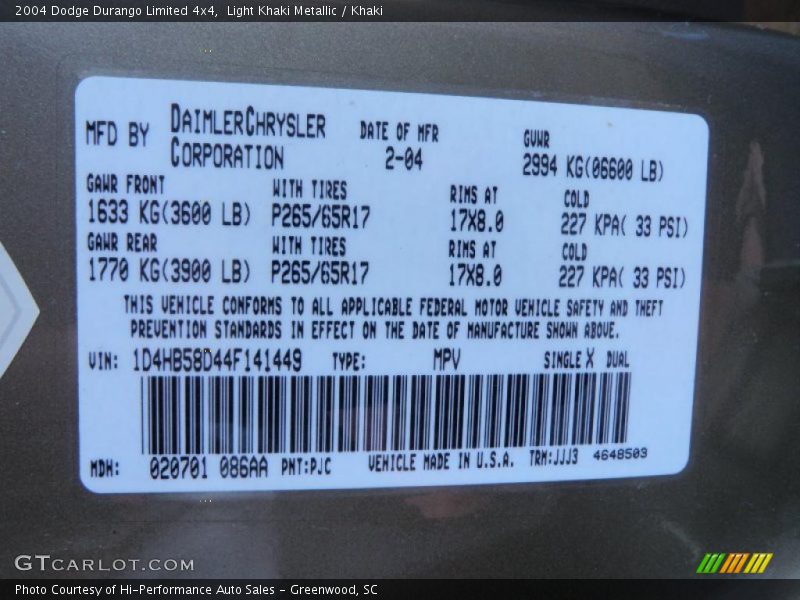 2004 Dodge Durango Limited 4x4,  Light Khaki Metallic / Khaki
MFD BY DAIMLERCHRYSLER CORPORATION DATE OF MFR 2-04 GVWR 2994 KG(06600 LB)
GAWR FRONT WITH TIRES RIMS AT COLD
1633 KG(3600 LB) P265/65R17 17X8.0 227 KPA( 33 PSI)
GAWR REAR WITH TIRES RIMS AT COLD
1770 KG(3900 LB) P265/65R17 17X8.0 227 KPA( 33 PSI)
THIS VEHICLE CONFORMS TO ALL APPLICABLE FEDERAL MOTOR VEHICLE SAFETY AND THEFT
PREVENTION STANDARDS IN EFFECT ON THE DATE OF MANUFACTURE SHOWN ABOVE.
VIN: 1D4HB58D44F141449 TYPE: MPV SINGLE X DUAL
MDH: 020701 086AA PNT:PJC VEHICLE MADE IN U.S.A. TRM:JJJ3 4648503
GTCARLOT.COM
Photo Courtesy of Hi-Performance Auto Sales – Greenwood, SC